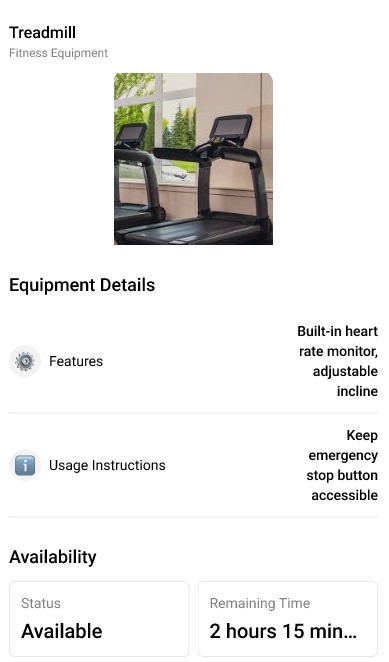 Treadmill
Fitness Equipment
Equipment Details
Features
Built-in heart
rate monitor,
adjustable
incline
Usage Instructions
Keep
emergency
stop button
accessible
Availability
Status
Available
Remaining Time
2 hours 15 min...